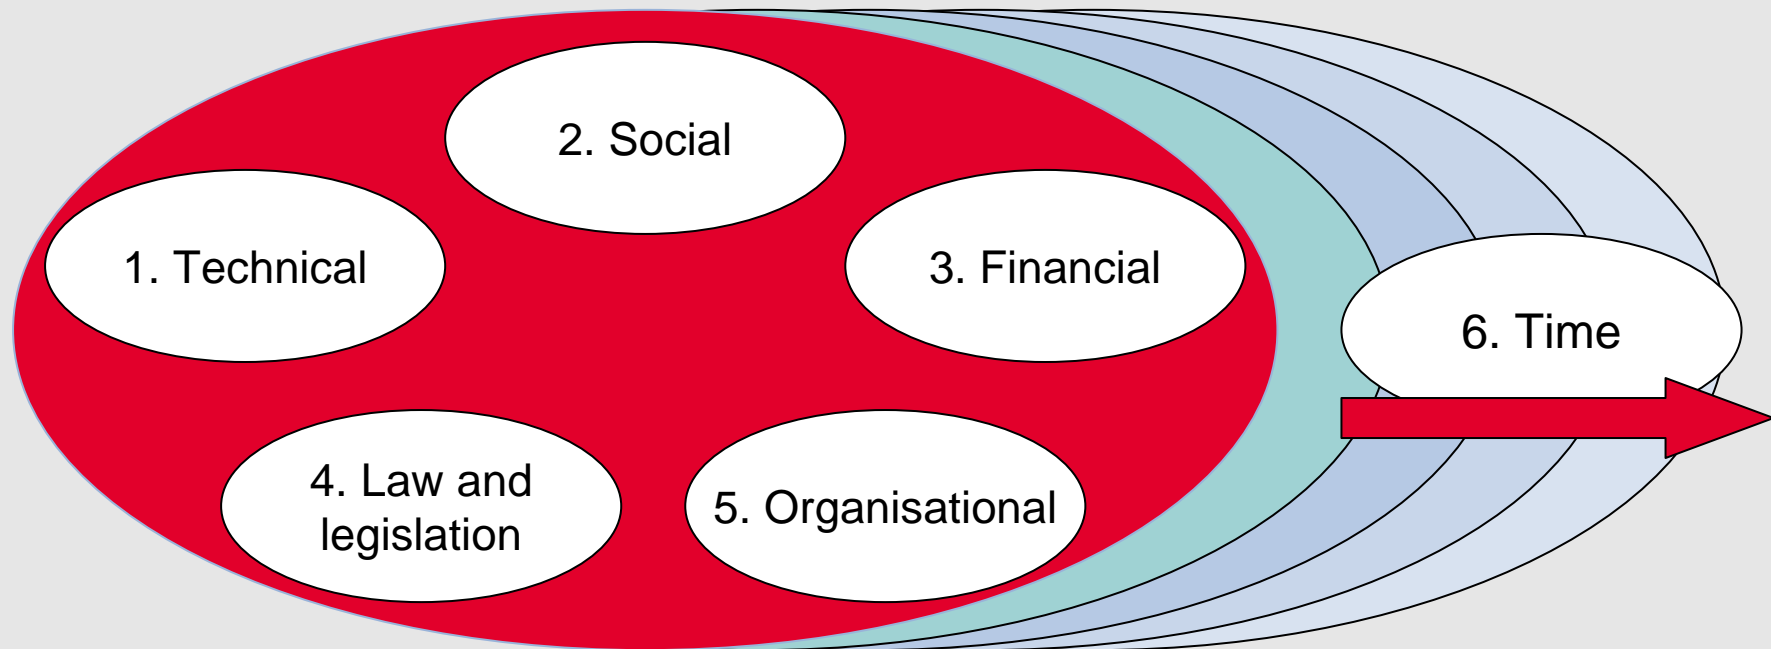 1. Technical
2. Social
3. Financial
4. Law and
legislation
5. Organisational
6. Time